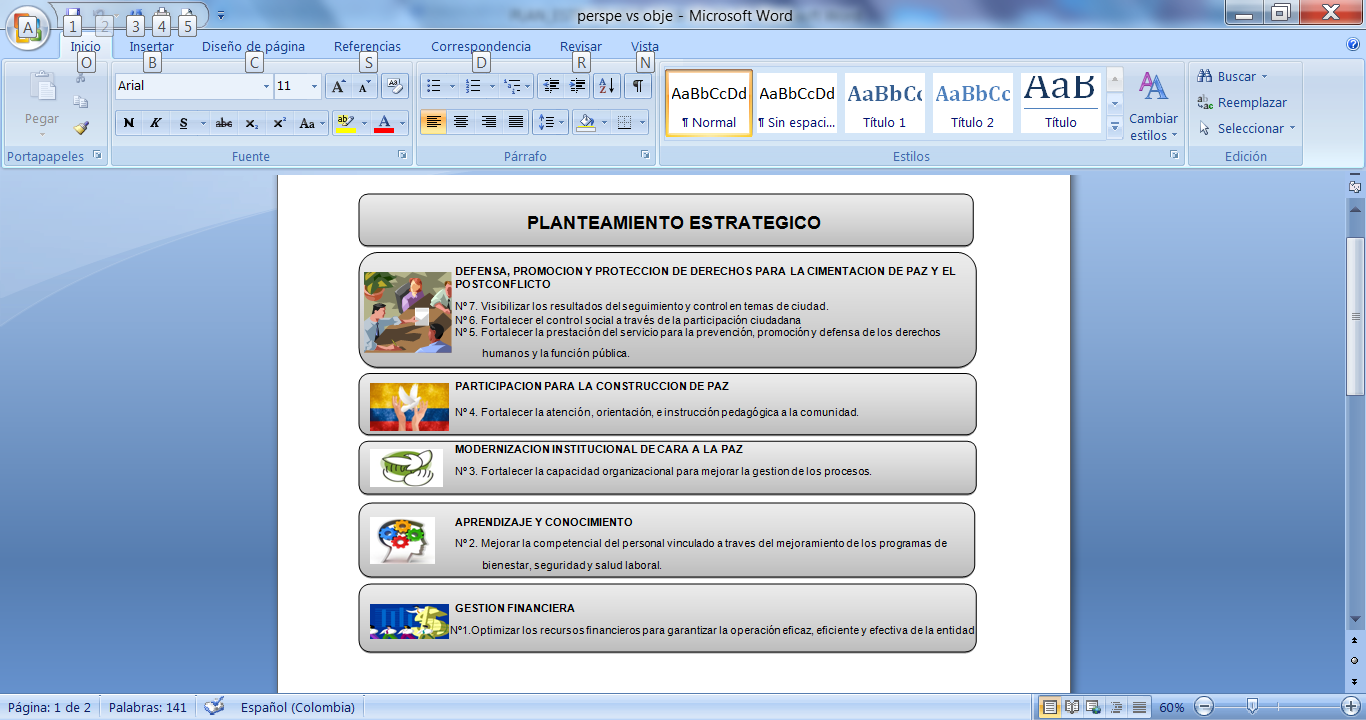 perspe vs obje - Microsoft Word
A 1 2 3 4 5
Inicio Insertar Diseño de página Referencias Correspondencia Revisar Vista
O B C S D R N
Pegar
Portapapeles
Arial 11
N K S abc x₂ x² Aa
Fuente
Párrafo
AaBbCcDd AaBbCcDd AaBbCc AaBbCc AaB
¶ Normal ¶ Sin espaci... Título 1 Título 2 Título
Cambiar
estilos
Estilos
Buscar
Reemplazar
Seleccionar
Edición
PLANTEAMIENTO ESTRATEGICO
DEFENSA, PROMOCION Y PROTECCION DE DERECHOS PARA LA CIMENTACION DE PAZ Y EL
POSTCONFLICTO
Nº 7. Visibilizar los resultados del seguimiento y control en temas de ciudad.
Nº 6. Fortalecer el control social a través de la participación ciudadana
Nº 5. Fortalecer la prestación del servicio para la prevención, promoción y defensa de los derechos
humanos y la función pública.
PARTICIPACION PARA LA CONSTRUCCION DE PAZ
Nº 4. Fortalecer la atención, orientación, e instrucción pedagógica a la comunidad.
MODERNIZACION INSTITUCIONAL DE CARA A LA PAZ
Nº 3. Fortalecer la capacidad organizacional para mejorar la gestion de los procesos.
APRENDIZAJE Y CONOCIMIENTO
Nº 2. Mejorar la competencial del personal vinculado a traves del mejoramiento de los programas de
bienestar, seguridad y salud laboral.
GESTION FINANCIERA
Nº1.Optimizar los recursos financieros para garantizar la operación eficaz, eficiente y efectiva de la entidad
Página: 1 de 2 Palabras: 141 Español (Colombia) 60%